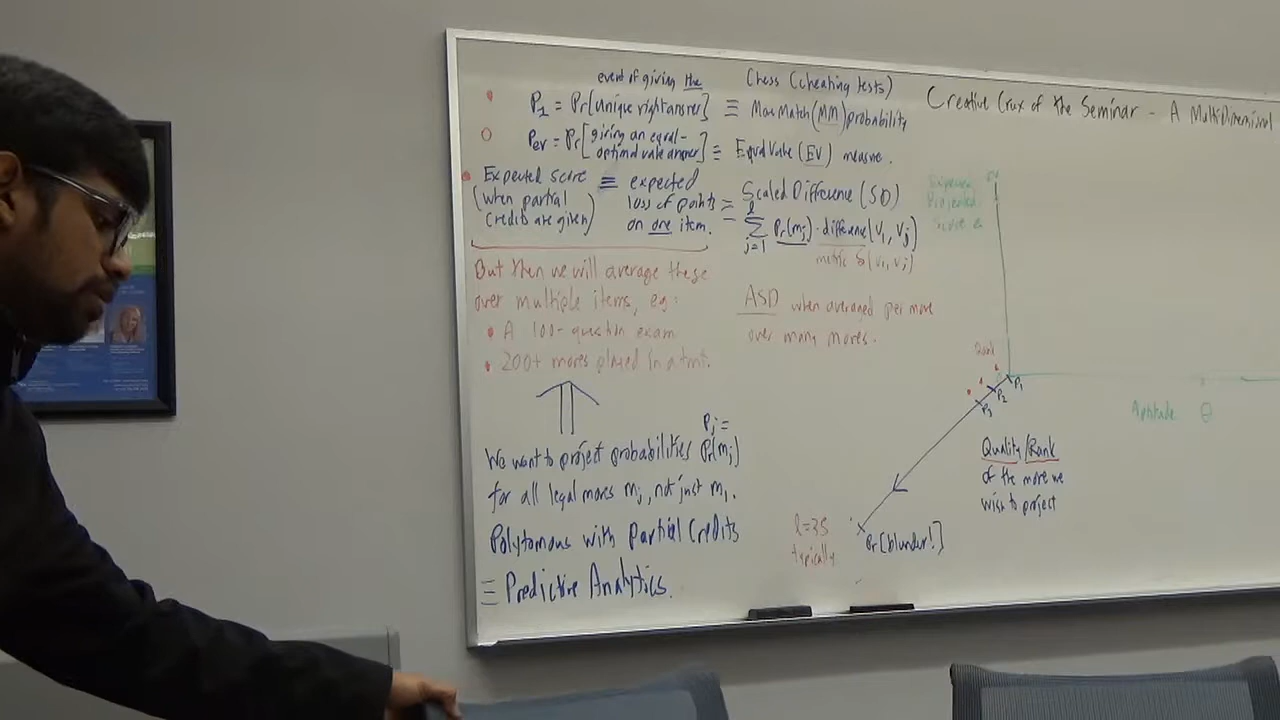 event of giving the
P₁ = Pr[unique right answer] ≡ MoveMatch (MM) probability
Chess (cheating tests)
Pev = Pr[giving an equal-optimal value answer] ≡ Equal Value (EV) measure.
Expected score ≡ expected = Scaled Difference (SD)
(when partial loss of points
credits are given) on one item. = ∑ Pr(mj) · difference(v₁, vj)
j=1
metric δ(v₁, vj)
But then we will average these
over multiple items, eg:
• A 100-question exam
• 200+ moves played in a tmt.
ASD when averaged per move
over many moves.
Pj =
We want to project probabilities Pr(mj)
for all legal moves mj, not just m₁.
Polytomous with Partial Credits
≡ Predictive Analytics.
Creative Crux of the Seminar - A MultiDimensional
Projected
Rank
P₁
P₂
P₃
Aptitude θ
Quality/Rank
of the move we
wish to project
l=35
typically
Pr[blunder!]